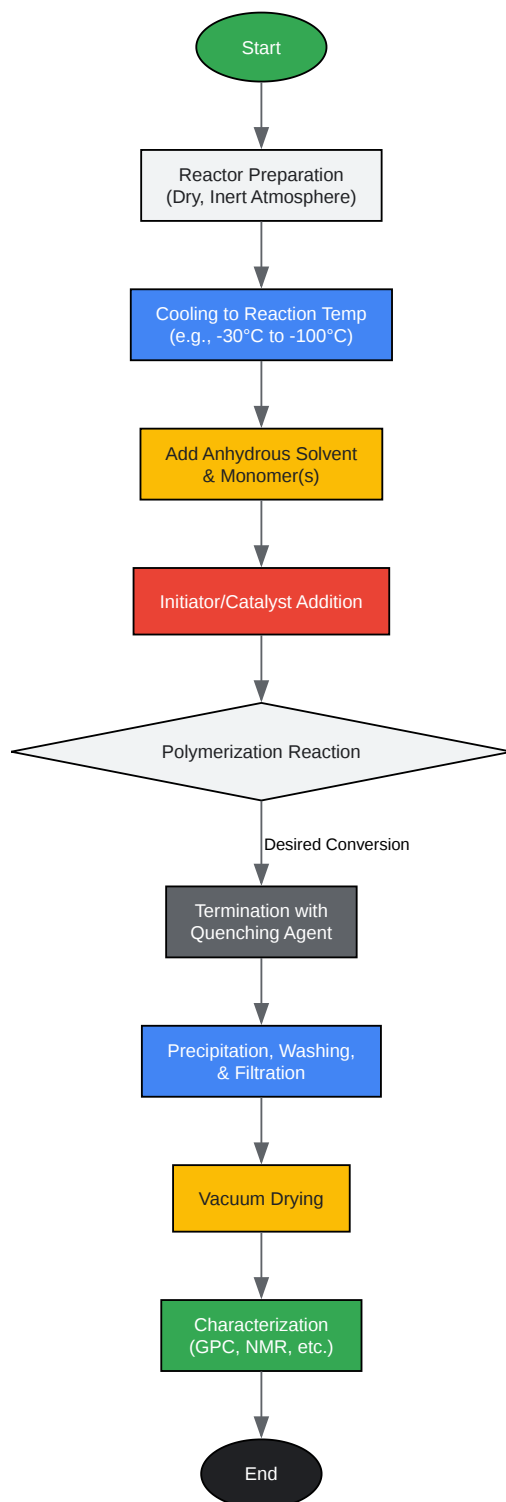 Start
Reactor Preparation
(Dry, Inert Atmosphere)
Cooling to Reaction Temp
(e.g., -30°C to -100°C)
Add Anhydrous Solvent
& Monomer(s)
Initiator/Catalyst Addition
Polymerization Reaction
Desired Conversion
Termination with
Quenching Agent
Precipitation, Washing,
& Filtration
Vacuum Drying
Characterization
(GPC, NMR, etc.)
End